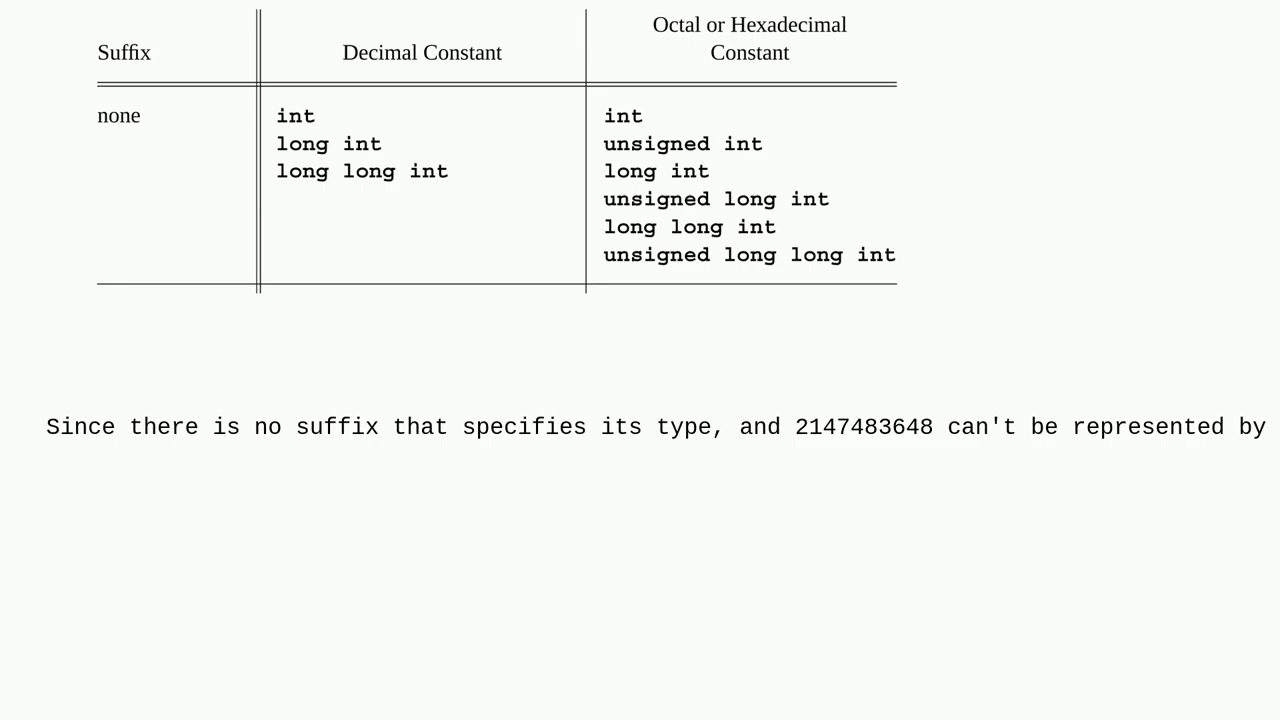 Octal or Hexadecimal
Suffix Decimal Constant Constant
none int int
long int unsigned int
long long int long int
unsigned long int
long long int
unsigned long long int
Since there is no suffix that specifies its type, and 2147483648 can't be represented by